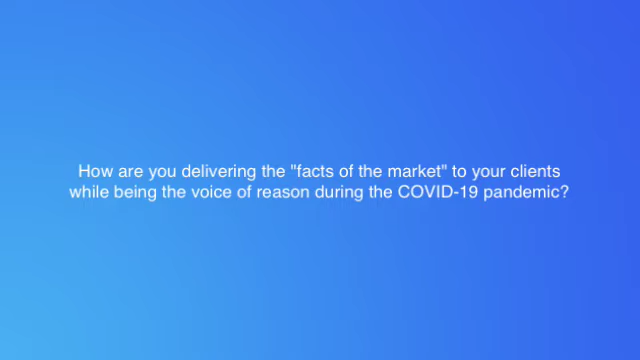 How are you delivering the "facts of the market" to your clients
while being the voice of reason during the COVID-19 pandemic?